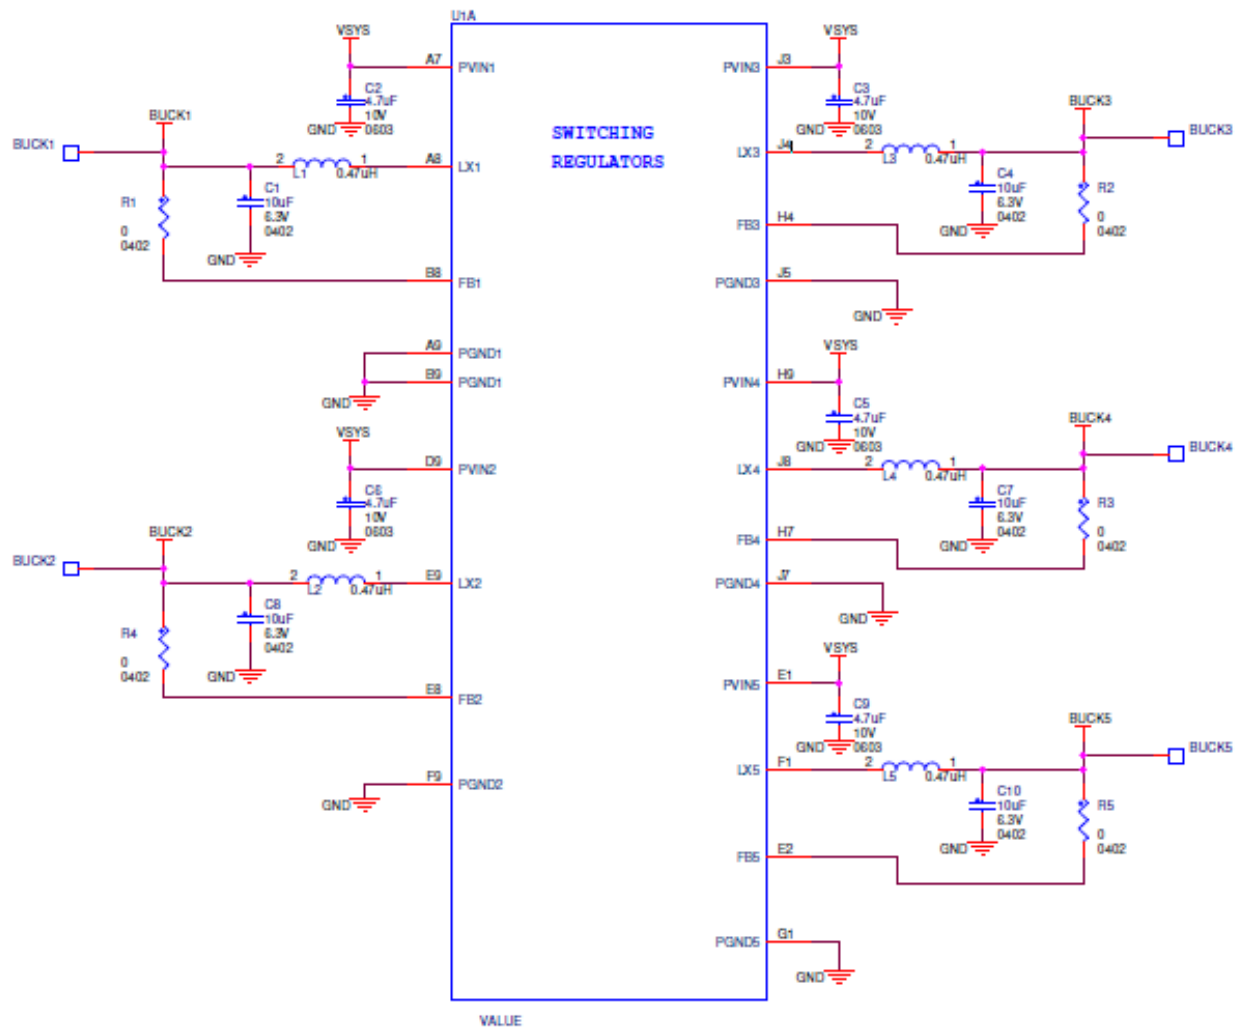 U1A
VSYS
A7 PVIN1
C2
4.7uF
10V
0603
GND
BUCK1
BUCK1
2 1
L1 0.47uH
A8 LX1
R1
0
0402
C1
10uF
6.3V
0402
GND
B8 FB1
A9 PGND1
B9 PGND1
GND
VSYS
D9 PVIN2
C6
4.7uF
10V
0603
GND
BUCK2
BUCK2
2 1
L2 0.47uH
E9 LX2
R4
0
0402
C8
10uF
6.3V
0402
GND
E8 FB2
F9 PGND2
GND
SWITCHING
REGULATORS
VSYS
PVIN3 J3
C3
4.7uF
10V
0603
GND
BUCK3
BUCK3
LX3 J4
2 1
L3 0.47uH
C4
10uF
6.3V
0402
GND
R2
0
0402
FB3 H4
PGND3 J5
GND
VSYS
PVIN4 H9
C5
4.7uF
10V
0603
GND
BUCK4
BUCK4
LX4 J8
2 1
L4 0.47uH
C7
10uF
6.3V
0402
GND
R3
0
0402
FB4 H7
PGND4 J7
GND
VSYS
PVIN5 E1
C9
4.7uF
10V
0603
GND
BUCK5
BUCK5
LX5 F1
2 1
L5 0.47uH
C10
10uF
6.3V
0402
GND
R5
0
0402
FB5 E2
PGND5 G1
GND
VALUE